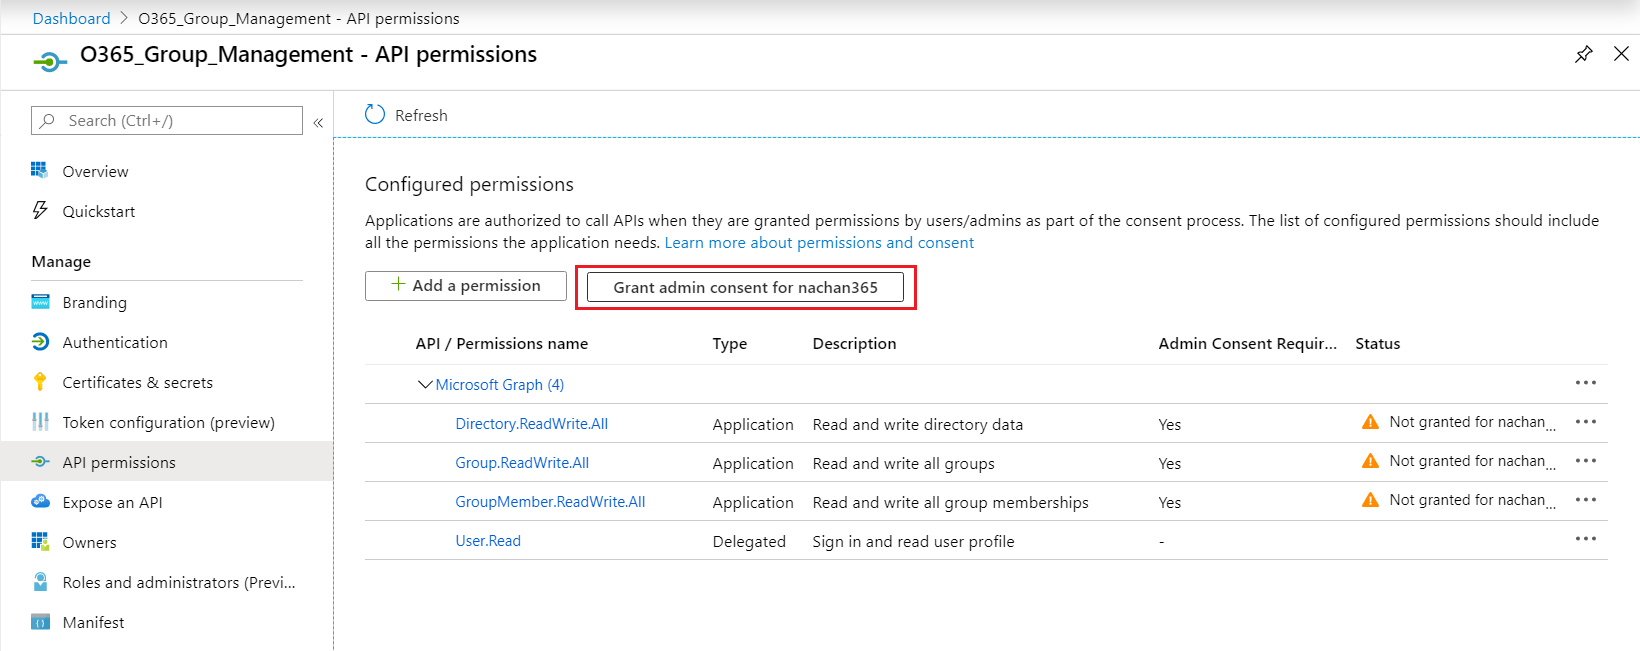 Dashboard > O365_Group_Management - API permissions
O365_Group_Management - API permissions
Search (Ctrl+/)
«
Overview
Quickstart
Manage
Branding
Authentication
Certificates & secrets
Token configuration (preview)
API permissions
Expose an API
Owners
Roles and administrators (Previ...
Manifest
Refresh
Configured permissions
Applications are authorized to call APIs when they are granted permissions by users/admins as part of the consent process. The list of configured permissions should include
all the permissions the application needs. Learn more about permissions and consent
+ Add a permission Grant admin consent for nachan365
API / Permissions name Type Description Admin Consent Requir... Status
Microsoft Graph (4) ...
Directory.ReadWrite.All Application Read and write directory data Yes Not granted for nachan... ...
Group.ReadWrite.All Application Read and write all groups Yes Not granted for nachan... ...
GroupMember.ReadWrite.All Application Read and write all group memberships Yes Not granted for nachan... ...
User.Read Delegated Sign in and read user profile - ...